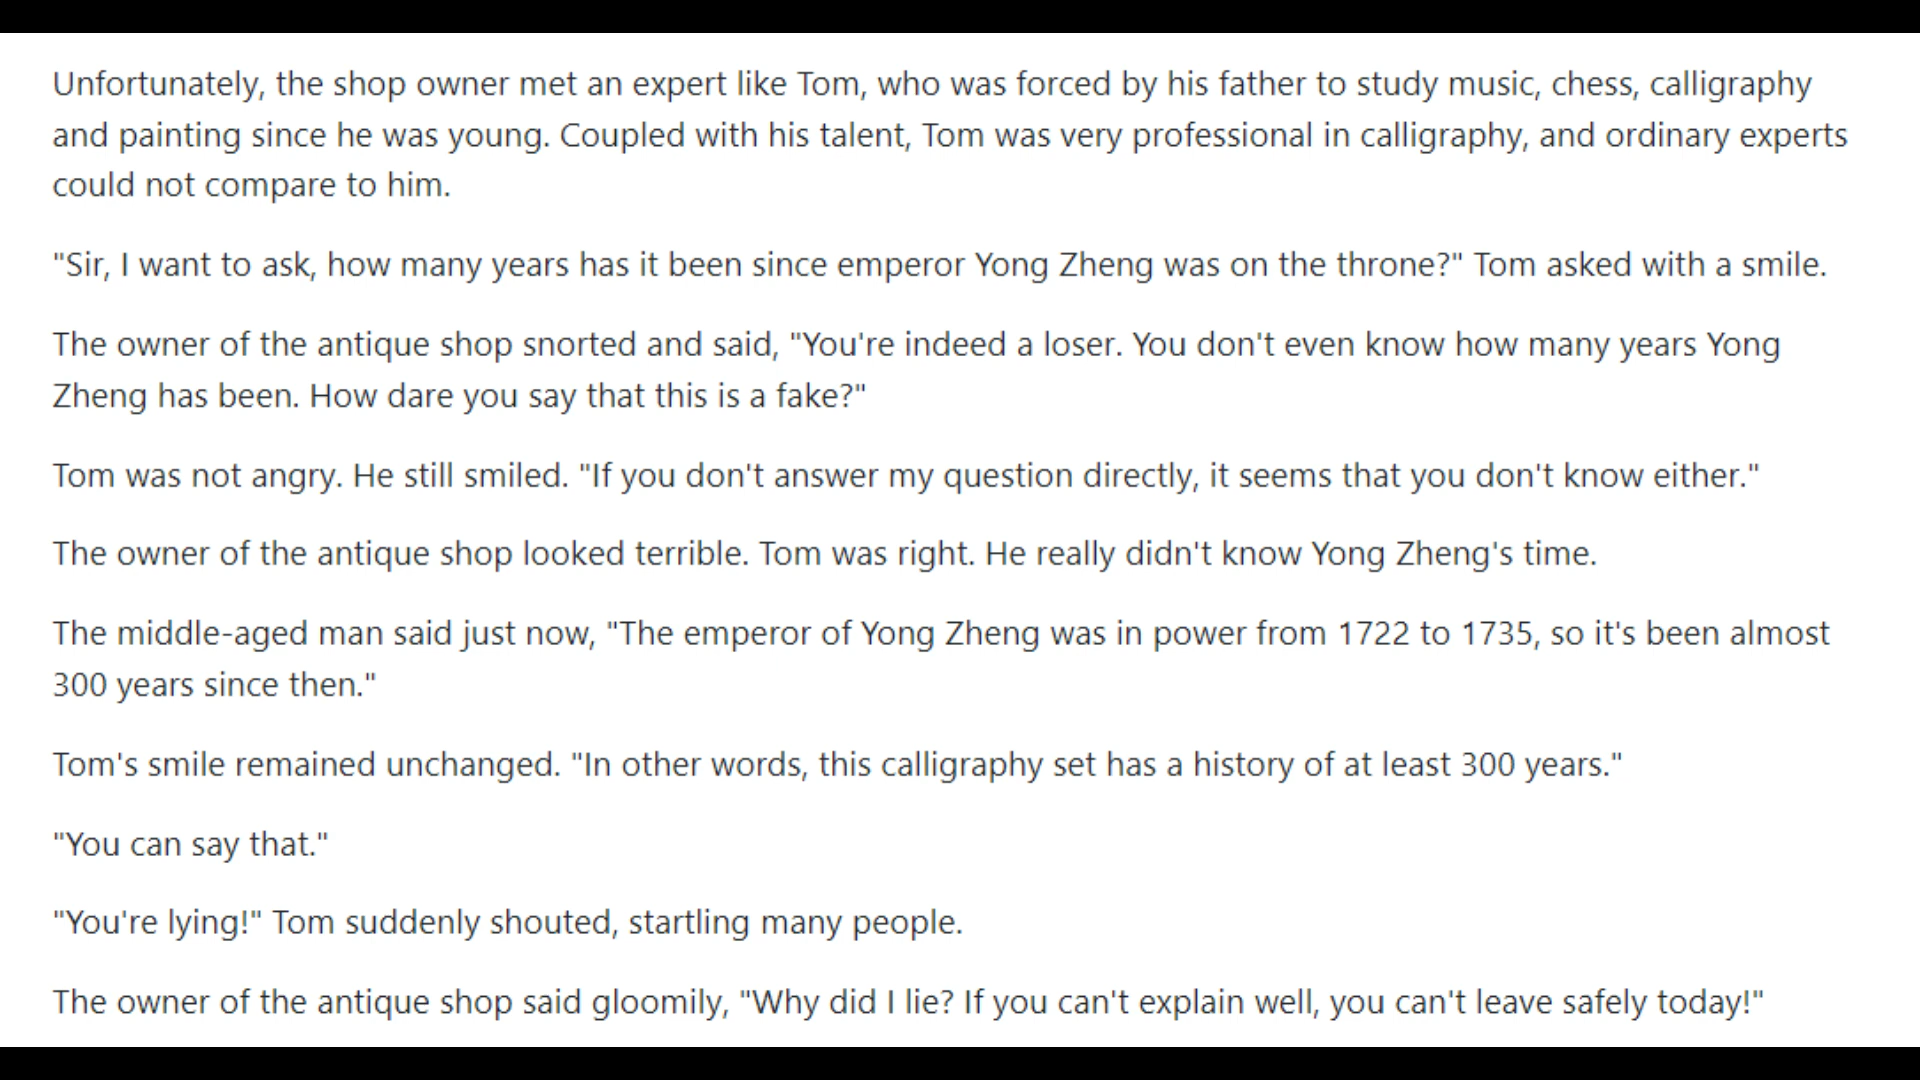 Unfortunately, the shop owner met an expert like Tom, who was forced by his father to study music, chess, calligraphy
and painting since he was young. Coupled with his talent, Tom was very professional in calligraphy, and ordinary experts
could not compare to him.
"Sir, I want to ask, how many years has it been since emperor Yong Zheng was on the throne?" Tom asked with a smile.
The owner of the antique shop snorted and said, "You're indeed a loser. You don't even know how many years Yong
Zheng has been. How dare you say that this is a fake?"
Tom was not angry. He still smiled. "If you don't answer my question directly, it seems that you don't know either."
The owner of the antique shop looked terrible. Tom was right. He really didn't know Yong Zheng's time.
The middle-aged man said just now, "The emperor of Yong Zheng was in power from 1722 to 1735, so it's been almost
300 years since then."
Tom's smile remained unchanged. "In other words, this calligraphy set has a history of at least 300 years."
"You can say that."
"You're lying!" Tom suddenly shouted, startling many people.
The owner of the antique shop said gloomily, "Why did I lie? If you can't explain well, you can't leave safely today!"